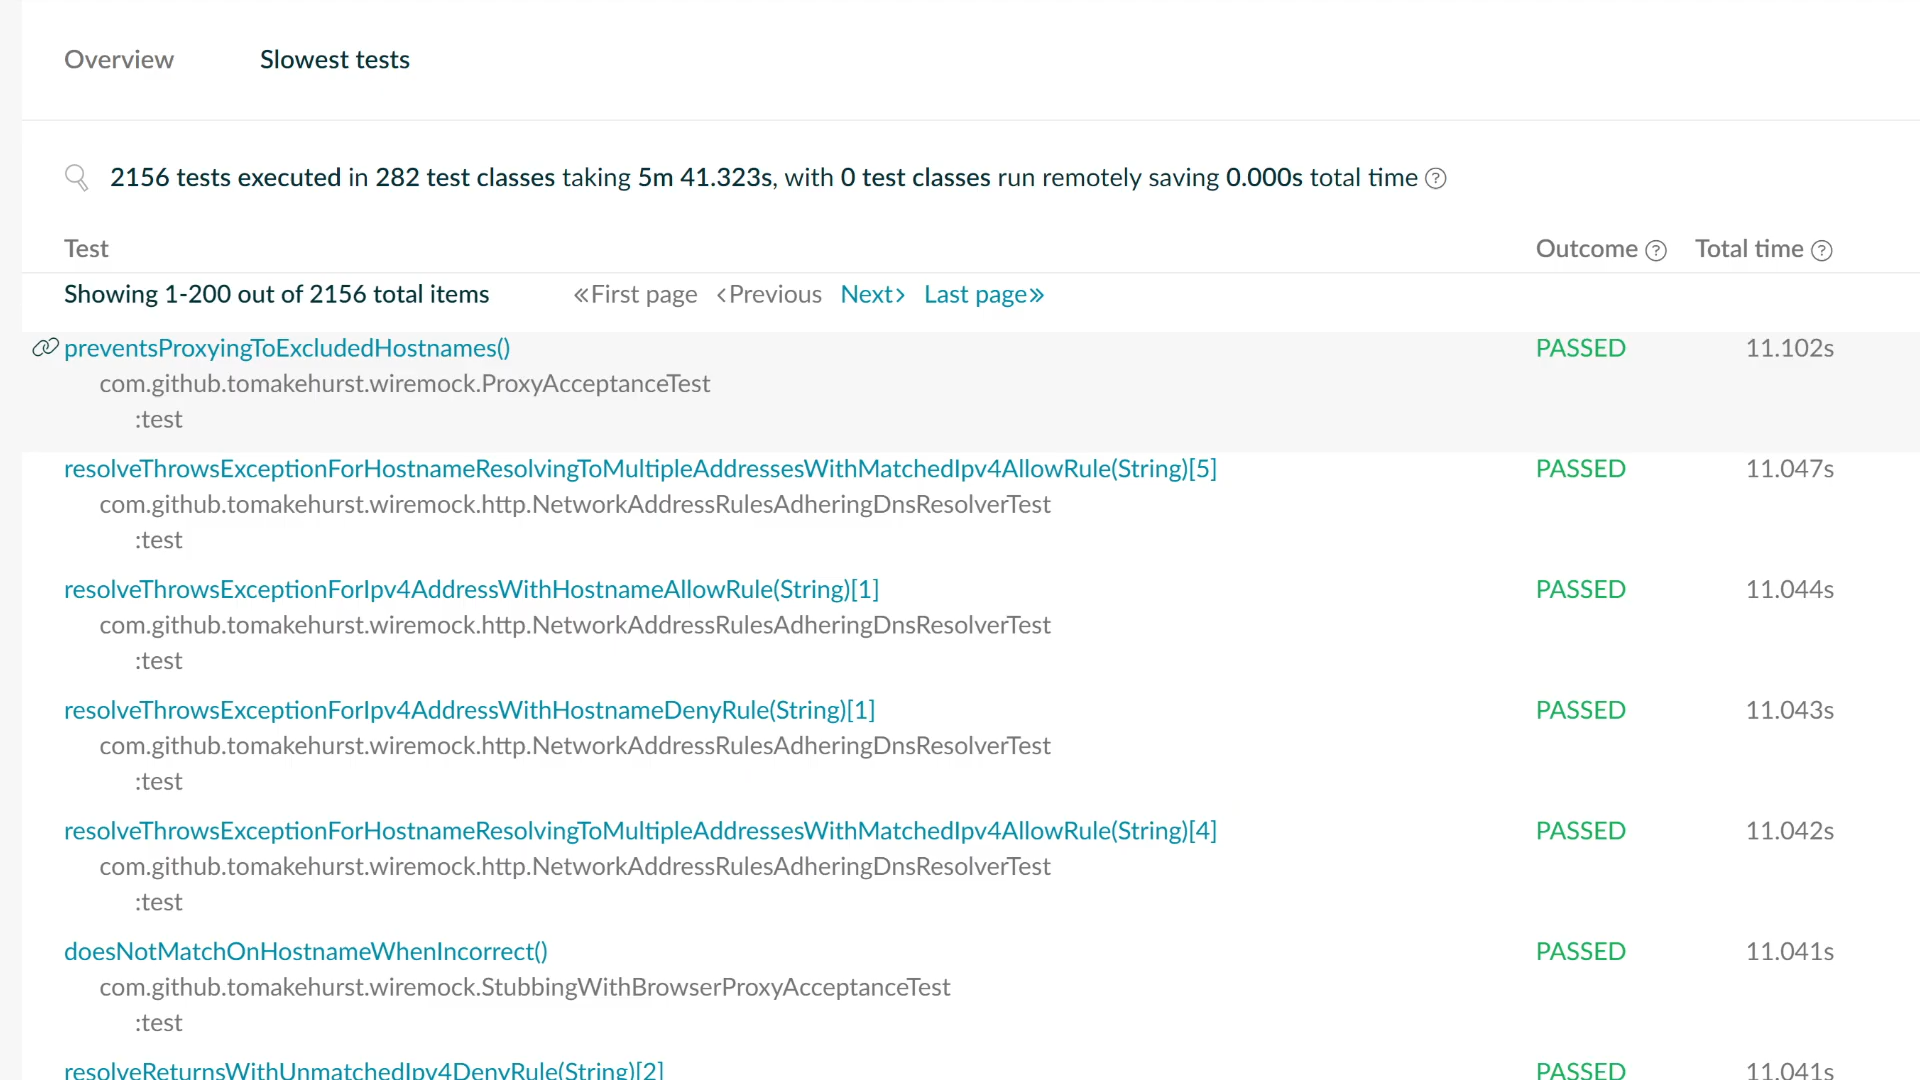 Overview Slowest tests
2156 tests executed in 282 test classes taking 5m 41.323s, with 0 test classes run remotely saving 0.000s total time ?
Test Outcome ? Total time ?
Showing 1-200 out of 2156 total items «First page ‹Previous Next› Last page»
preventsProxyingToExcludedHostnames() PASSED 11.102s
com.github.tomakehurst.wiremock.ProxyAcceptanceTest
:test
resolveThrowsExceptionForHostnameResolvingToMultipleAddressesWithMatchedIpv4AllowRule(String)[5] PASSED 11.047s
com.github.tomakehurst.wiremock.http.NetworkAddressRulesAdheringDnsResolverTest
:test
resolveThrowsExceptionForIpv4AddressWithHostnameAllowRule(String)[1] PASSED 11.044s
com.github.tomakehurst.wiremock.http.NetworkAddressRulesAdheringDnsResolverTest
:test
resolveThrowsExceptionForIpv4AddressWithHostnameDenyRule(String)[1] PASSED 11.043s
com.github.tomakehurst.wiremock.http.NetworkAddressRulesAdheringDnsResolverTest
:test
resolveThrowsExceptionForHostnameResolvingToMultipleAddressesWithMatchedIpv4AllowRule(String)[4] PASSED 11.042s
com.github.tomakehurst.wiremock.http.NetworkAddressRulesAdheringDnsResolverTest
:test
doesNotMatchOnHostnameWhenIncorrect() PASSED 11.041s
com.github.tomakehurst.wiremock.StubbingWithBrowserProxyAcceptanceTest
:test
resolveReturnsWithUnmatchedIpv4DenyRule(String)[2] PASSED 11.041s